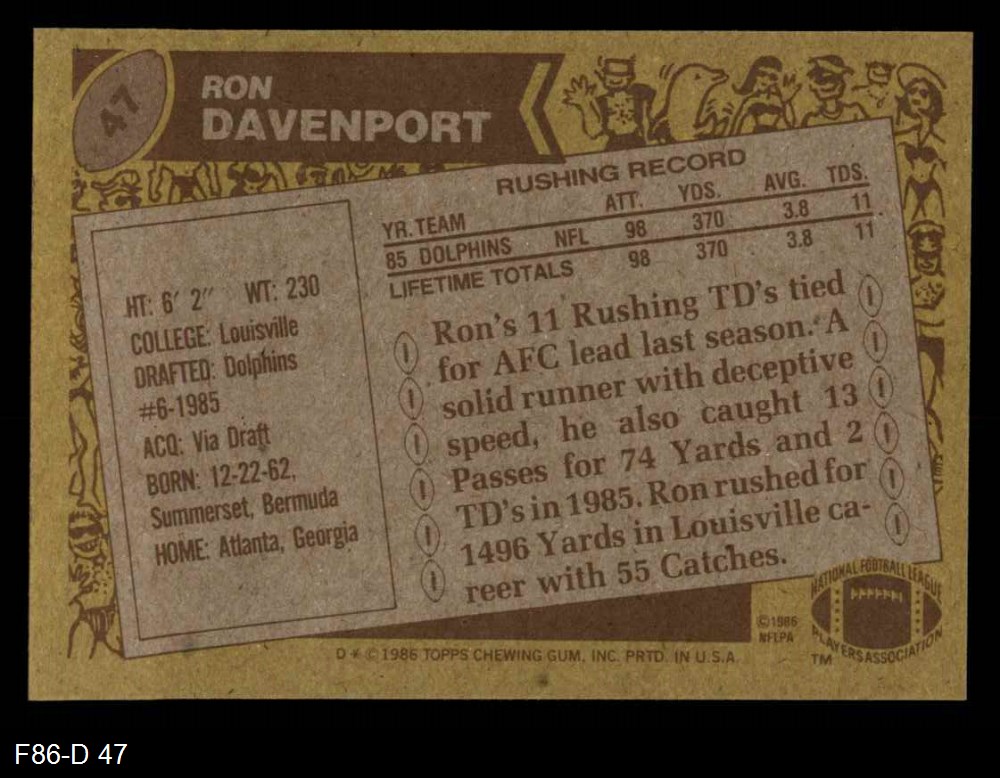 47
RON
DAVENPORT
RUSHING RECORD
YR. TEAM ATT. YDS. AVG. TDS.
85 DOLPHINS NFL 98 370 3.8 11
LIFETIME TOTALS 98 370 3.8 11
HT: 6' 2" WT: 230
COLLEGE: Louisville
DRAFTED: Dolphins
#6-1985
ACQ: Via Draft
BORN: 12-22-62,
Summerset, Bermuda
HOME: Atlanta, Georgia
Ron's 11 Rushing TD's tied
for AFC lead last season. A
solid runner with deceptive
speed, he also caught 13
Passes for 74 Yards and 2
TD's in 1985. Ron rushed for
1496 Yards in Louisville ca-
reer with 55 Catches.
©1986
NFLPA
NATIONAL FOOTBALL LEAGUE
PLAYERS ASSOCIATION
TM
D * © 1986 TOPPS CHEWING GUM, INC. PRTD. IN U.S.A.
F86-D 47